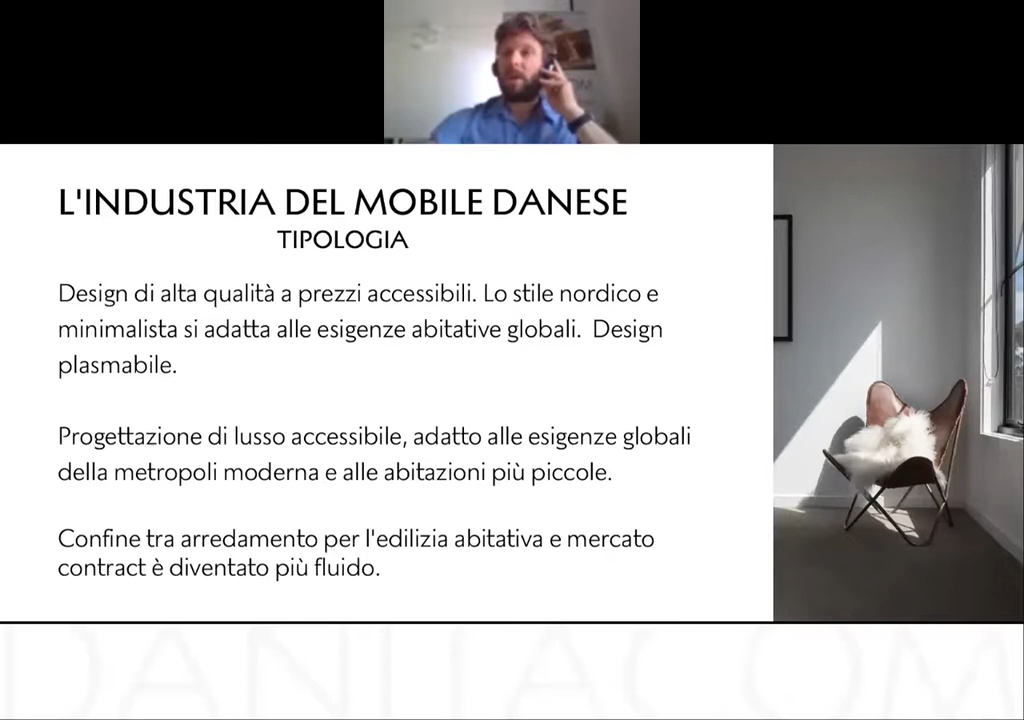 L'INDUSTRIA DEL MOBILE DANESE
TIPOLOGIA
Design di alta qualità a prezzi accessibili. Lo stile nordico e
minimalista si adatta alle esigenze abitative globali.  Design
plasmabile.
Progettazione di lusso accessibile, adatto alle esigenze globali
della metropoli moderna e alle abitazioni più piccole.
Confine tra arredamento per l'edilizia abitativa e mercato
contract è diventato più fluido.
DANITACOM